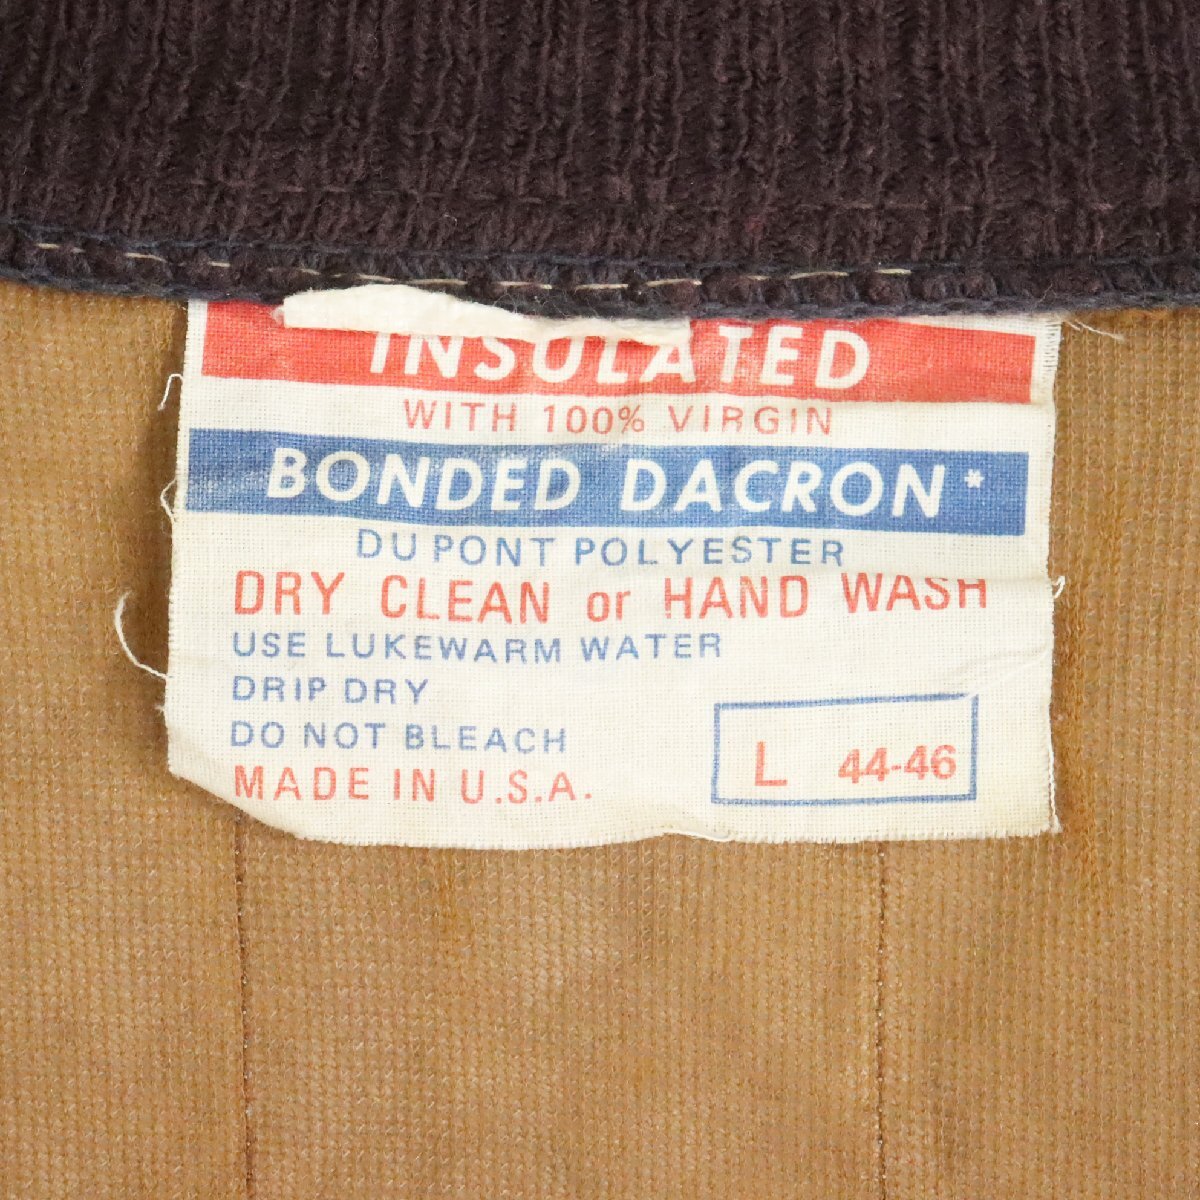 INSULATED
WITH 100% VIRGIN
BONDED DACRON*
DU PONT POLYESTER
DRY CLEAN or HAND WASH
USE LUKEWARM WATER
DRIP DRY
DO NOT BLEACH
MADE IN U.S.A.
L 44-46